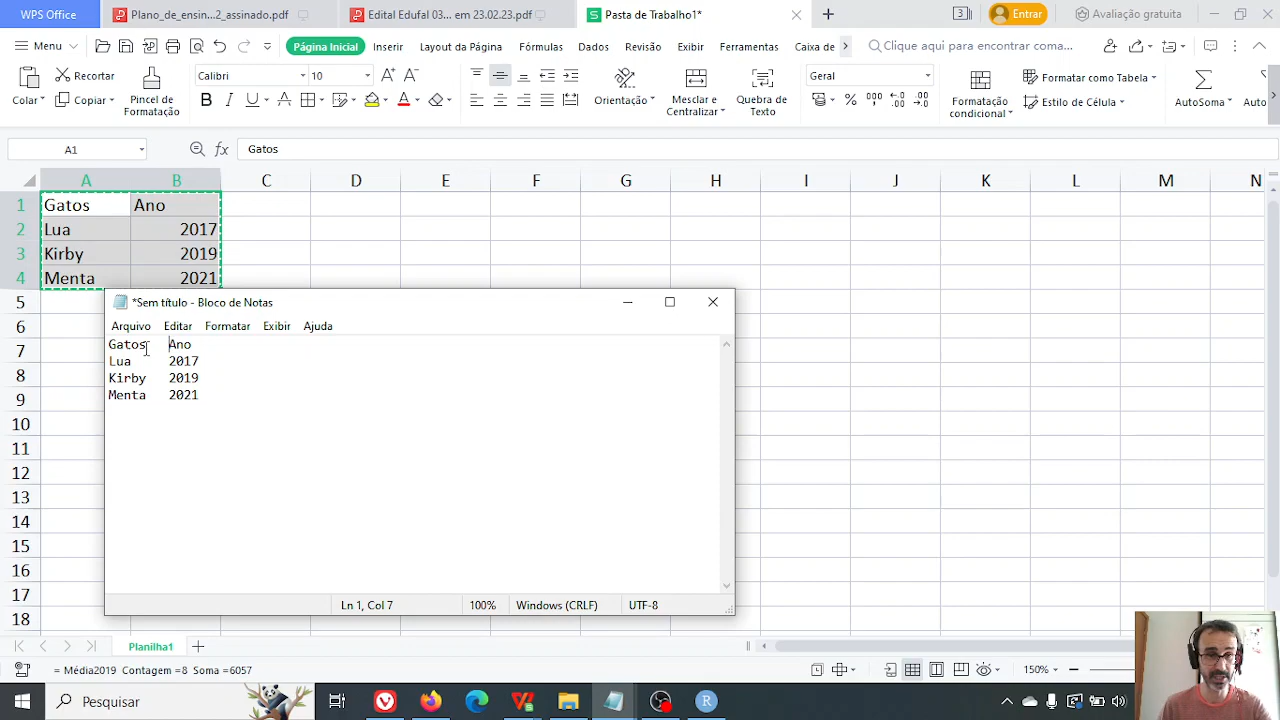 WPS Office Plano_de_ensin...2_assinado.pdf Edital Edufal 03... em 23.02.23.pdf Pasta de Trabalho1* + 3 Entrar Avaliação gratuita
Menu Página Inicial Inserir Layout da Página Fórmulas Dados Revisão Exibir Ferramentas Caixa de Clique aqui para encontrar como...
Colar Recortar Copiar Pincel de Formatação Calibri 10 A+ A- B I U A A A Orientação Mesclar e Centralizar Quebra de Texto Geral % 000 Formatação condicional Formatar como Tabela Estilo de Célula AutoSoma Auto
A1 fx Gatos
A B C D E F G H I J K L M N
1 Gatos Ano
2 Lua 2017
3 Kirby 2019
4 Menta 2021
5
6
7
8
9
10
11
12
13
14
15
16
17
18
*Sem título - Bloco de Notas
Arquivo Editar Formatar Exibir Ajuda
Gatos Ano
Lua 2017
Kirby 2019
Menta 2021
Ln 1, Col 7 100% Windows (CRLF) UTF-8
Planilha1 +
= Média2019 Contagem=8 Soma=6057 150%
Pesquisar R